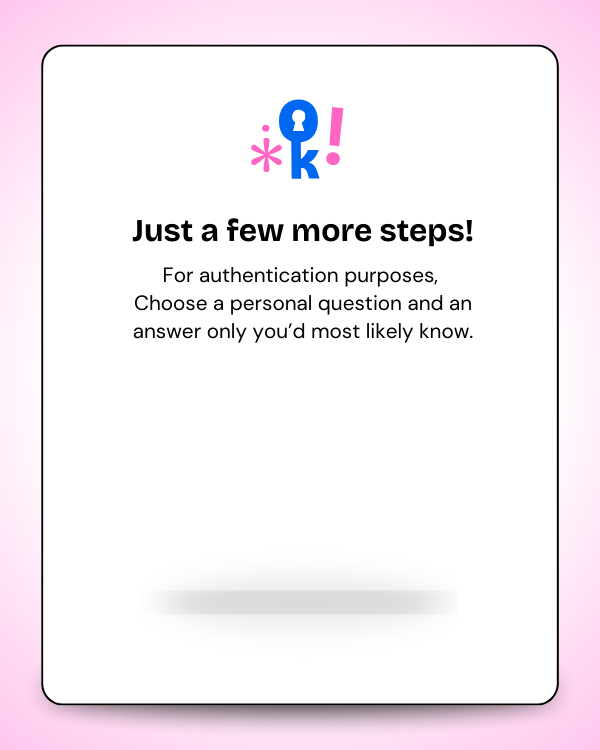 * ok!
Just a few more steps!
For authentication purposes,
Choose a personal question and an
answer only you’d most likely know.